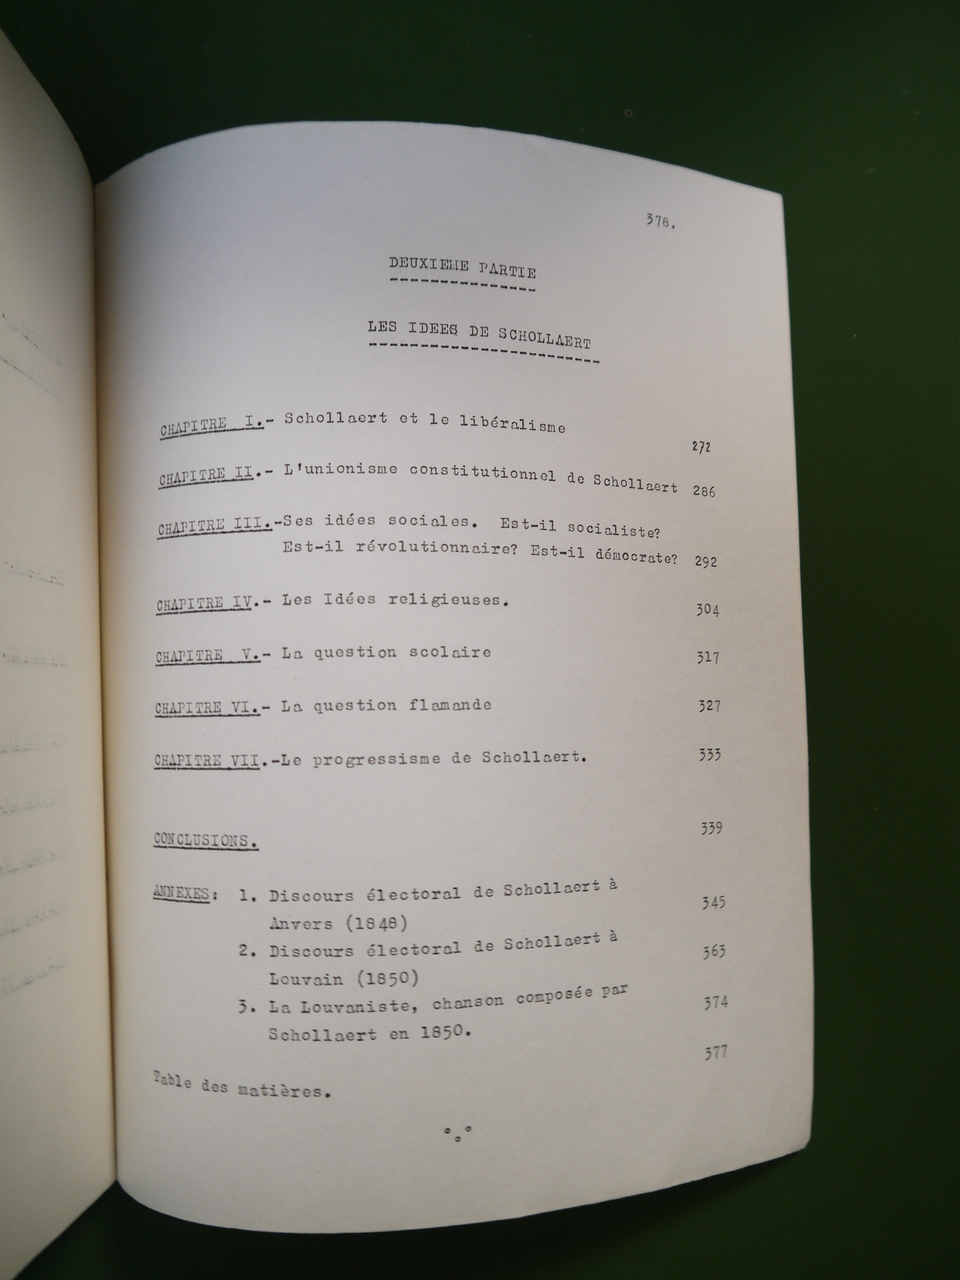 378.
DEUXIEME PARTIE
LES IDEES DE SCHOLLAERT
CHAPITRE I.- Schollaert et le libéralisme 272
CHAPITRE II.- L'unionisme constitutionnel de Schollaert 286
CHAPITRE III.-Ses idées sociales. Est-il socialiste?
Est-il révolutionnaire? Est-il démocrate? 292
CHAPITRE IV.- Les Idées religieuses. 304
CHAPITRE V.- La question scolaire 317
CHAPITRE VI.- La question flamande 327
CHAPITRE VII.-Le progressisme de Schollaert. 333
CONCLUSIONS. 339
ANNEXES: 1. Discours électoral de Schollaert à
Anvers (1848) 345
2. Discours électoral de Schollaert à
Louvain (1850) 363
3. La Louvaniste, chanson composée par
Schollaert en 1850. 374
Table des matières. 377